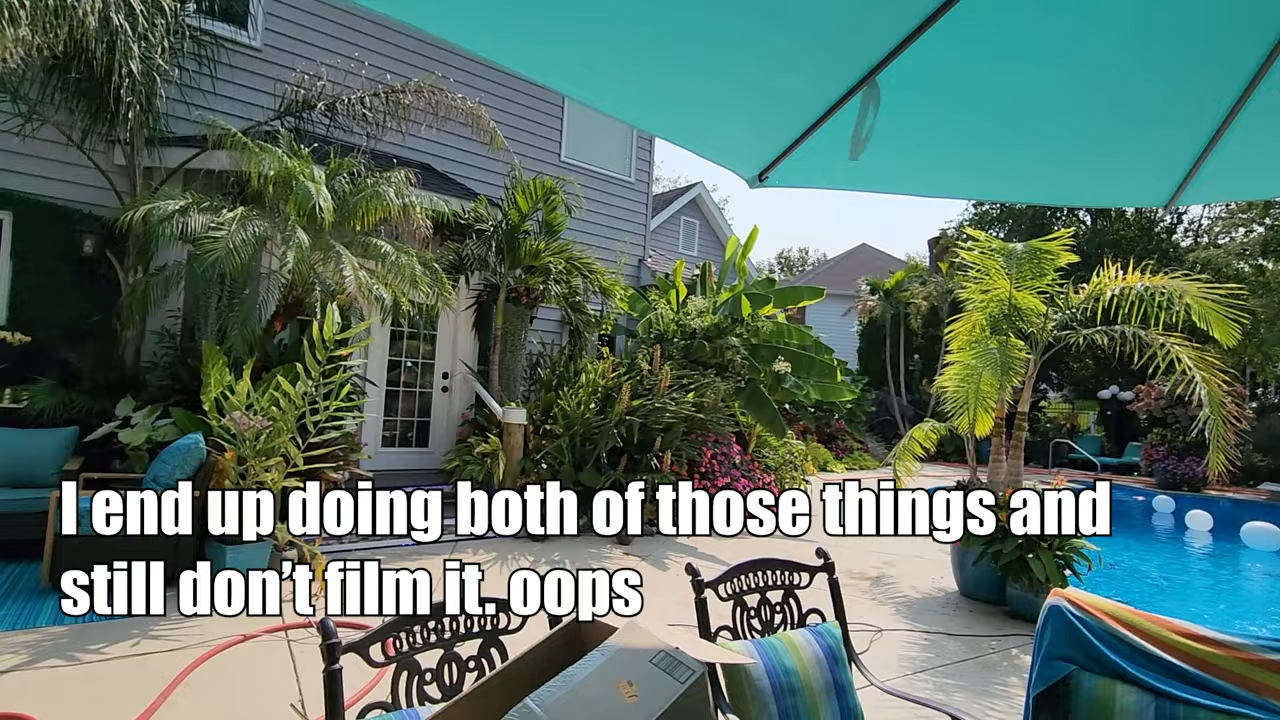 I end up doing both of those things and
still don’t film it. oops